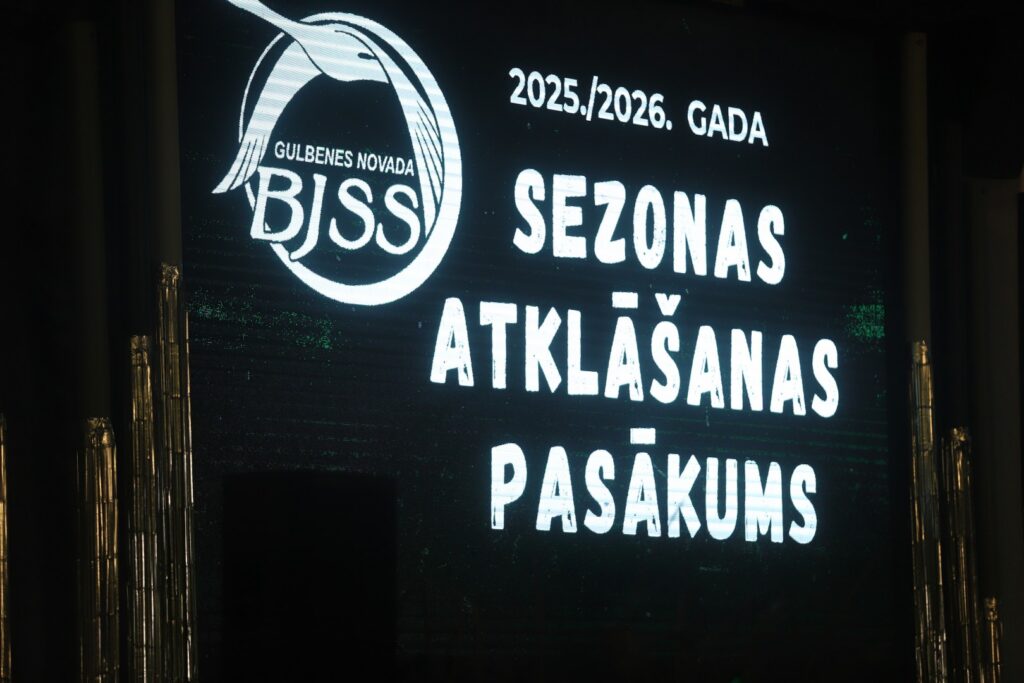 GULBENES NOVADA
BJSS
2025./2026. GADA
SEZONAS
ATKLĀŠANAS
PASĀKUMS